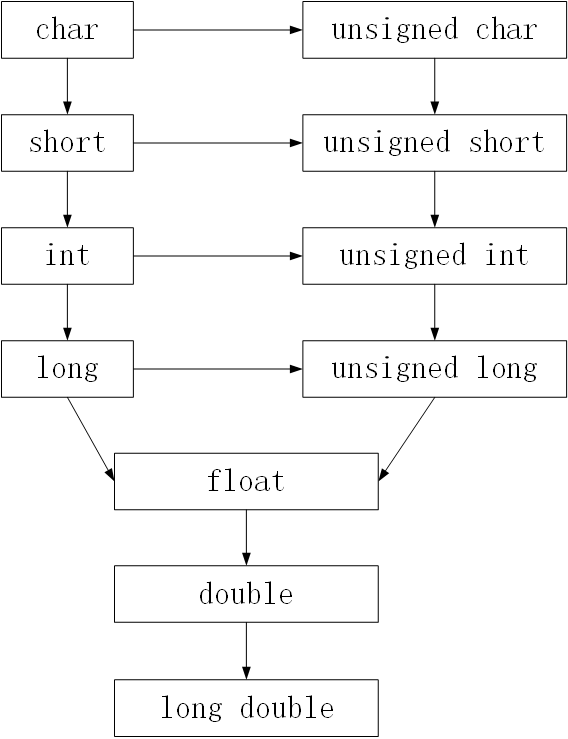 char
unsigned char
short
unsigned short
int
unsigned int
long
unsigned long
float
double
long double